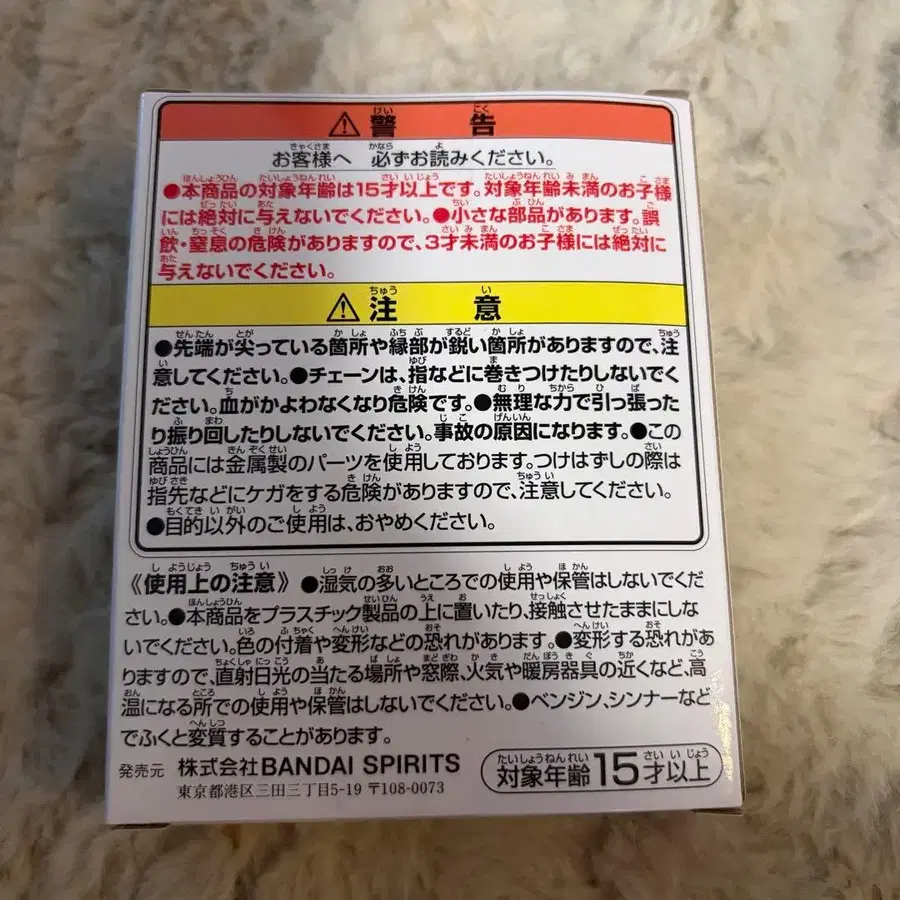 ⚠警告
お客様へ 必ずお読みください。
●本商品の対象年齢は15才以上です。対象年齢未満のお子様
には絶対に与えないでください。●小さな部品があります。誤
飲・窒息の危険がありますので、3才未満のお子様には絶対に
与えないでください。
⚠注意
●先端が尖っている箇所や縁部が鋭い箇所がありますので、注
意してください。●チェーンは、指などに巻きつけたりしないでく
ださい。血がかよわなくなり危険です。●無理な力で引っ張った
り振り回したりしないでください。事故の原因になります。●この
商品には金属製のパーツを使用しております。つけはずしの際は
指先などにケガをする危険がありますので、注意してください。
●目的以外のご使用は、おやめください。
《使用上の注意》●湿気の多いところでの使用や保管はしないでくだ
さい。●本商品をプラスチック製品の上に置いたり、接触させたままにしな
いでください。色の付着や変形などの恐れがあります。●変形する恐れがあ
りますので、直射日光の当たる場所や窓際、火気や暖房器具の近くなど、高
温になる所での使用や保管はしないでください。●ベンジン、シンナーなど
でふくと変質することがあります。
発売元 株式会社BANDAI SPIRITS
東京都港区三田三丁目5-19 〒108-0073
対象年齢15才以上